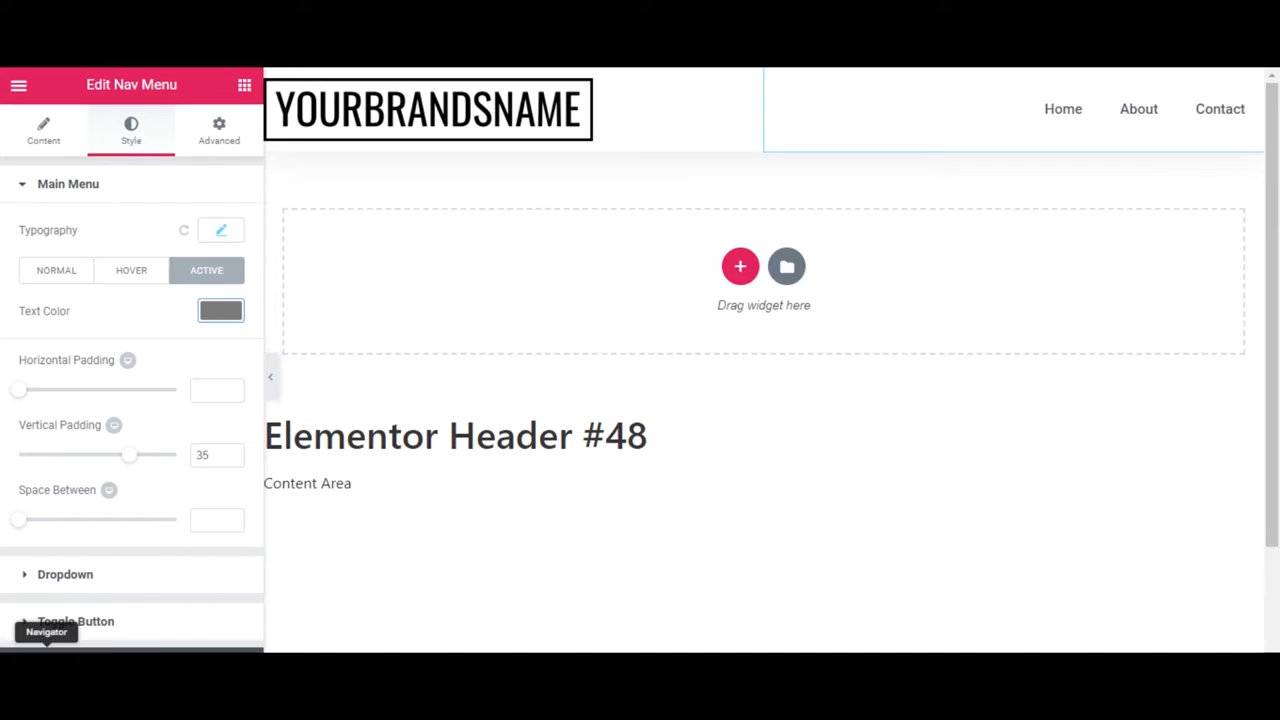 Edit Nav Menu
Content
Style
Advanced
Main Menu
Typography
NORMAL
HOVER
ACTIVE
Text Color
Horizontal Padding
Vertical Padding
35
Space Between
Dropdown
Toggle Button
Navigator
YOURBRANDSNAME
Home
About
Contact
Drag widget here
Elementor Header #48
Content Area